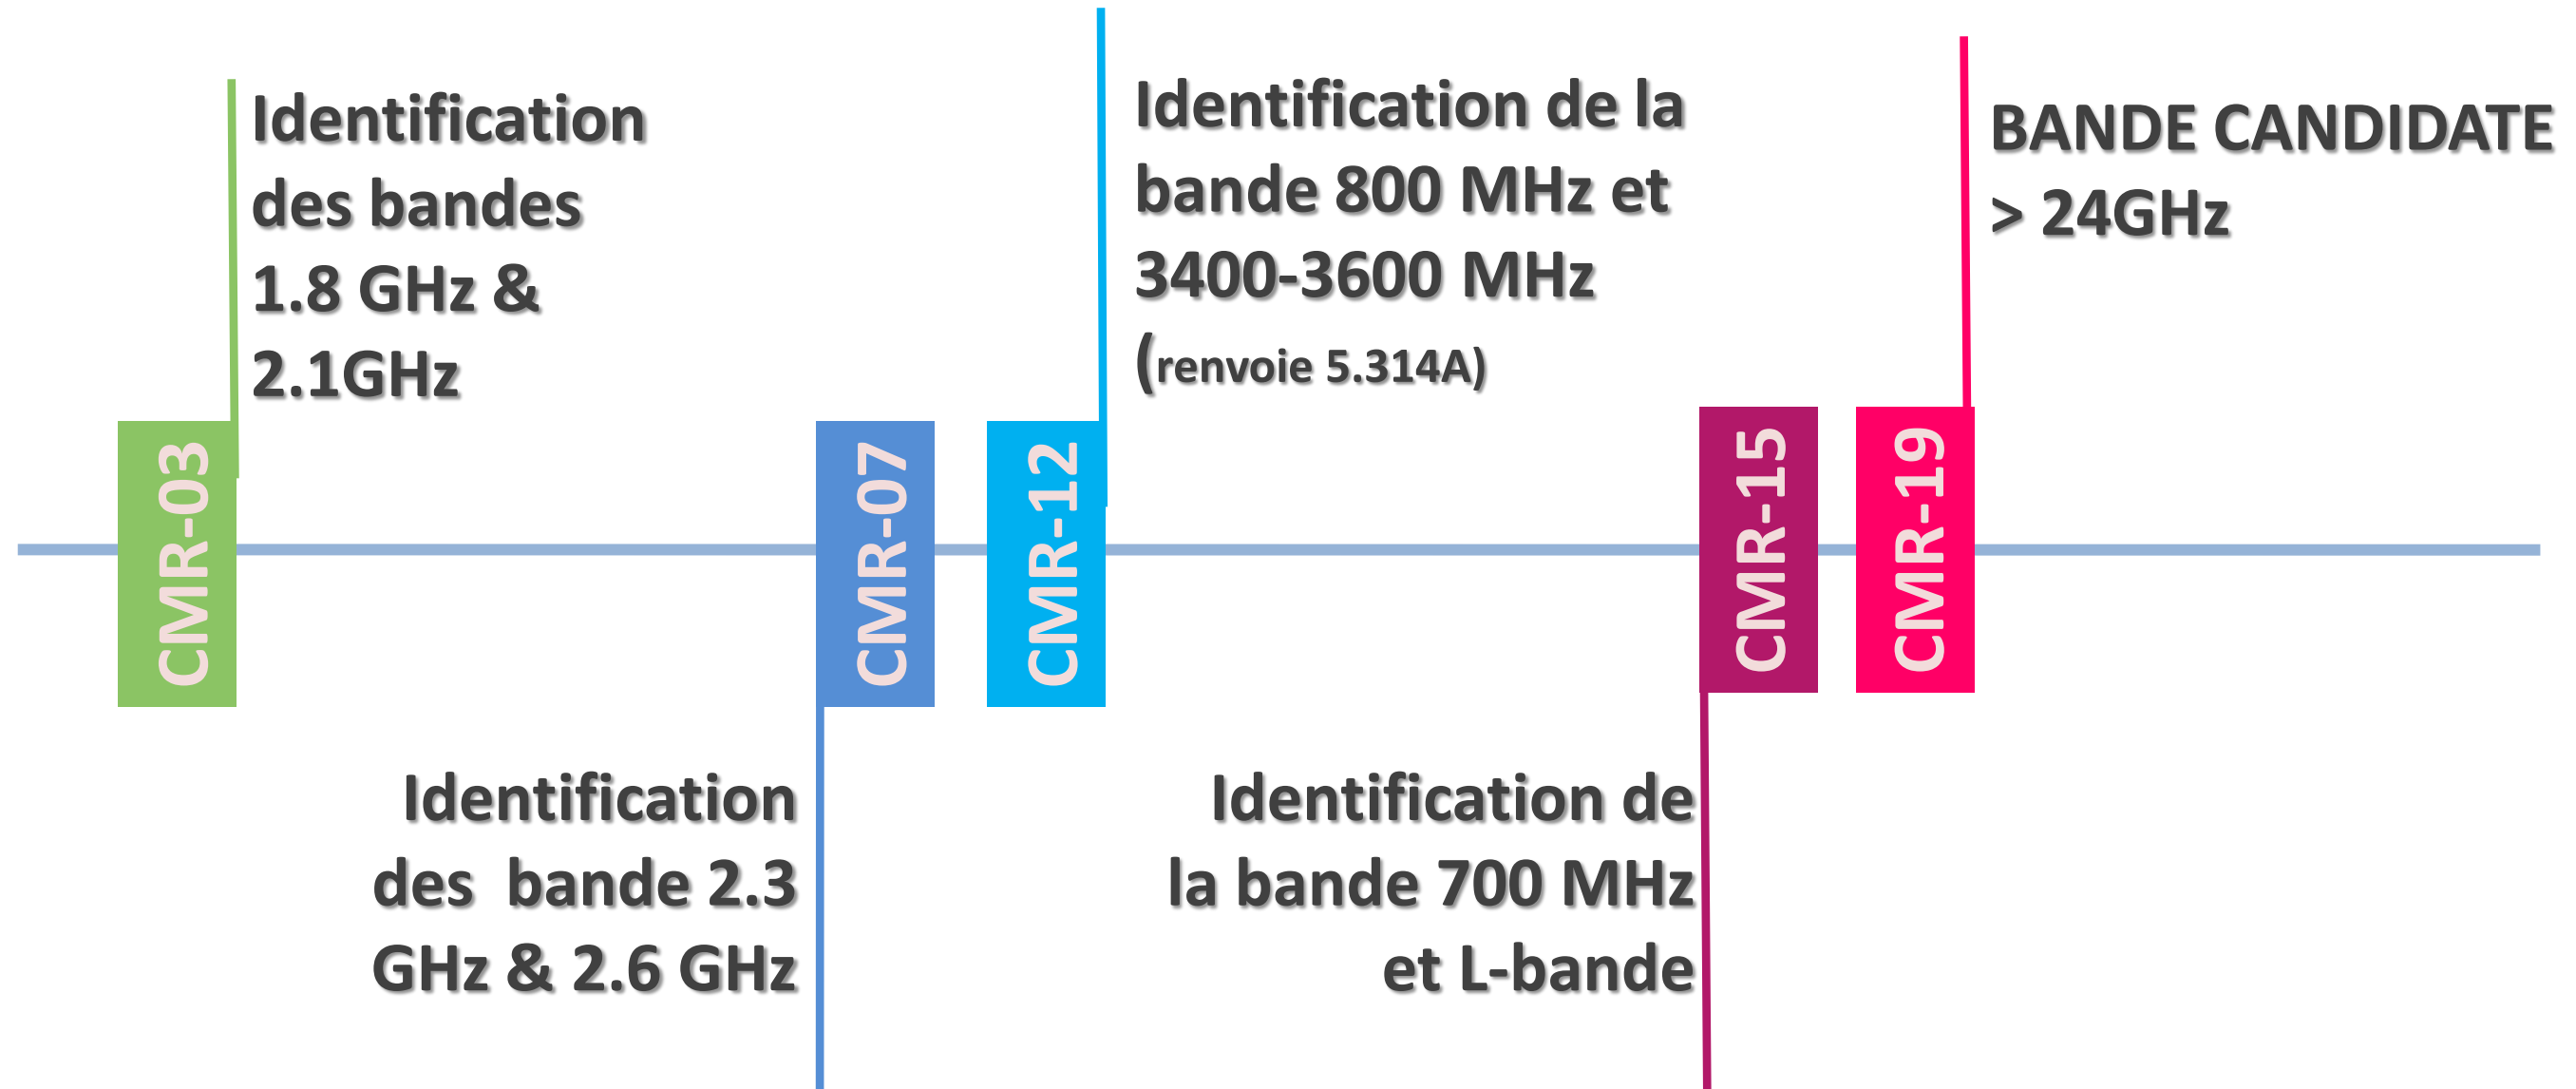 Identification
des bandes
1.8 GHz &
2.1GHz
CMR-03
Identification
des bande 2.3
GHz & 2.6 GHz
CMR-07
Identification de la
bande 800 MHz et
3400-3600 MHz
(renvoie 5.314A)
CMR-12
Identification de
la bande 700 MHz
et L-bande
CMR-15
BANDE CANDIDATE
> 24GHz
CMR-19